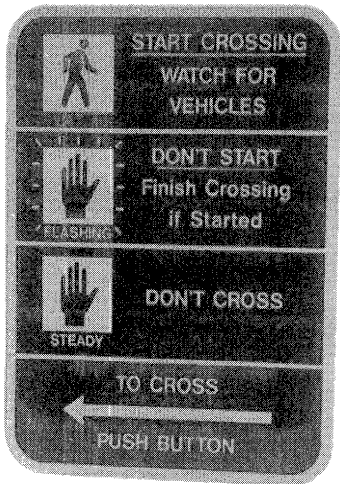 START CROSSING
WATCH FOR
VEHICLES
DON'T START
Finish Crossing
if Started
FLASHING
DON'T CROSS
STEADY
TO CROSS
PUSH BUTTON